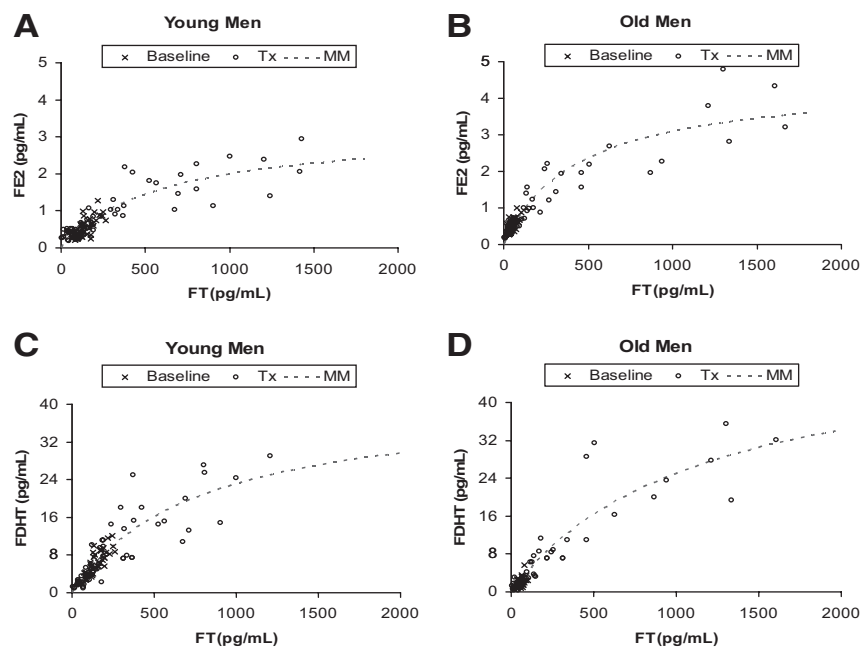 A
Young Men
× Baseline ○ Tx ----- MM
5
4
3
2
1
0
FE2 (pg/mL)
0 500 1000 1500 2000
FT(pg/mL)
B
Old Men
× Baseline ○ Tx ----- MM
5
4
3
2
1
0
FE2 (pg/mL)
0 500 1000 1500 2000
FT(pg/mL)
C
Young Men
× Baseline ○ Tx ----- MM
40
32
24
16
8
0
FDHT (pg/mL)
0 500 1000 1500 2000
FT (pg/mL)
D
Old Men
× Baseline ○ Tx ----- MM
40
32
24
16
8
0
FDHT (pg/mL)
0 500 1000 1500 2000
FT (pg/mL)